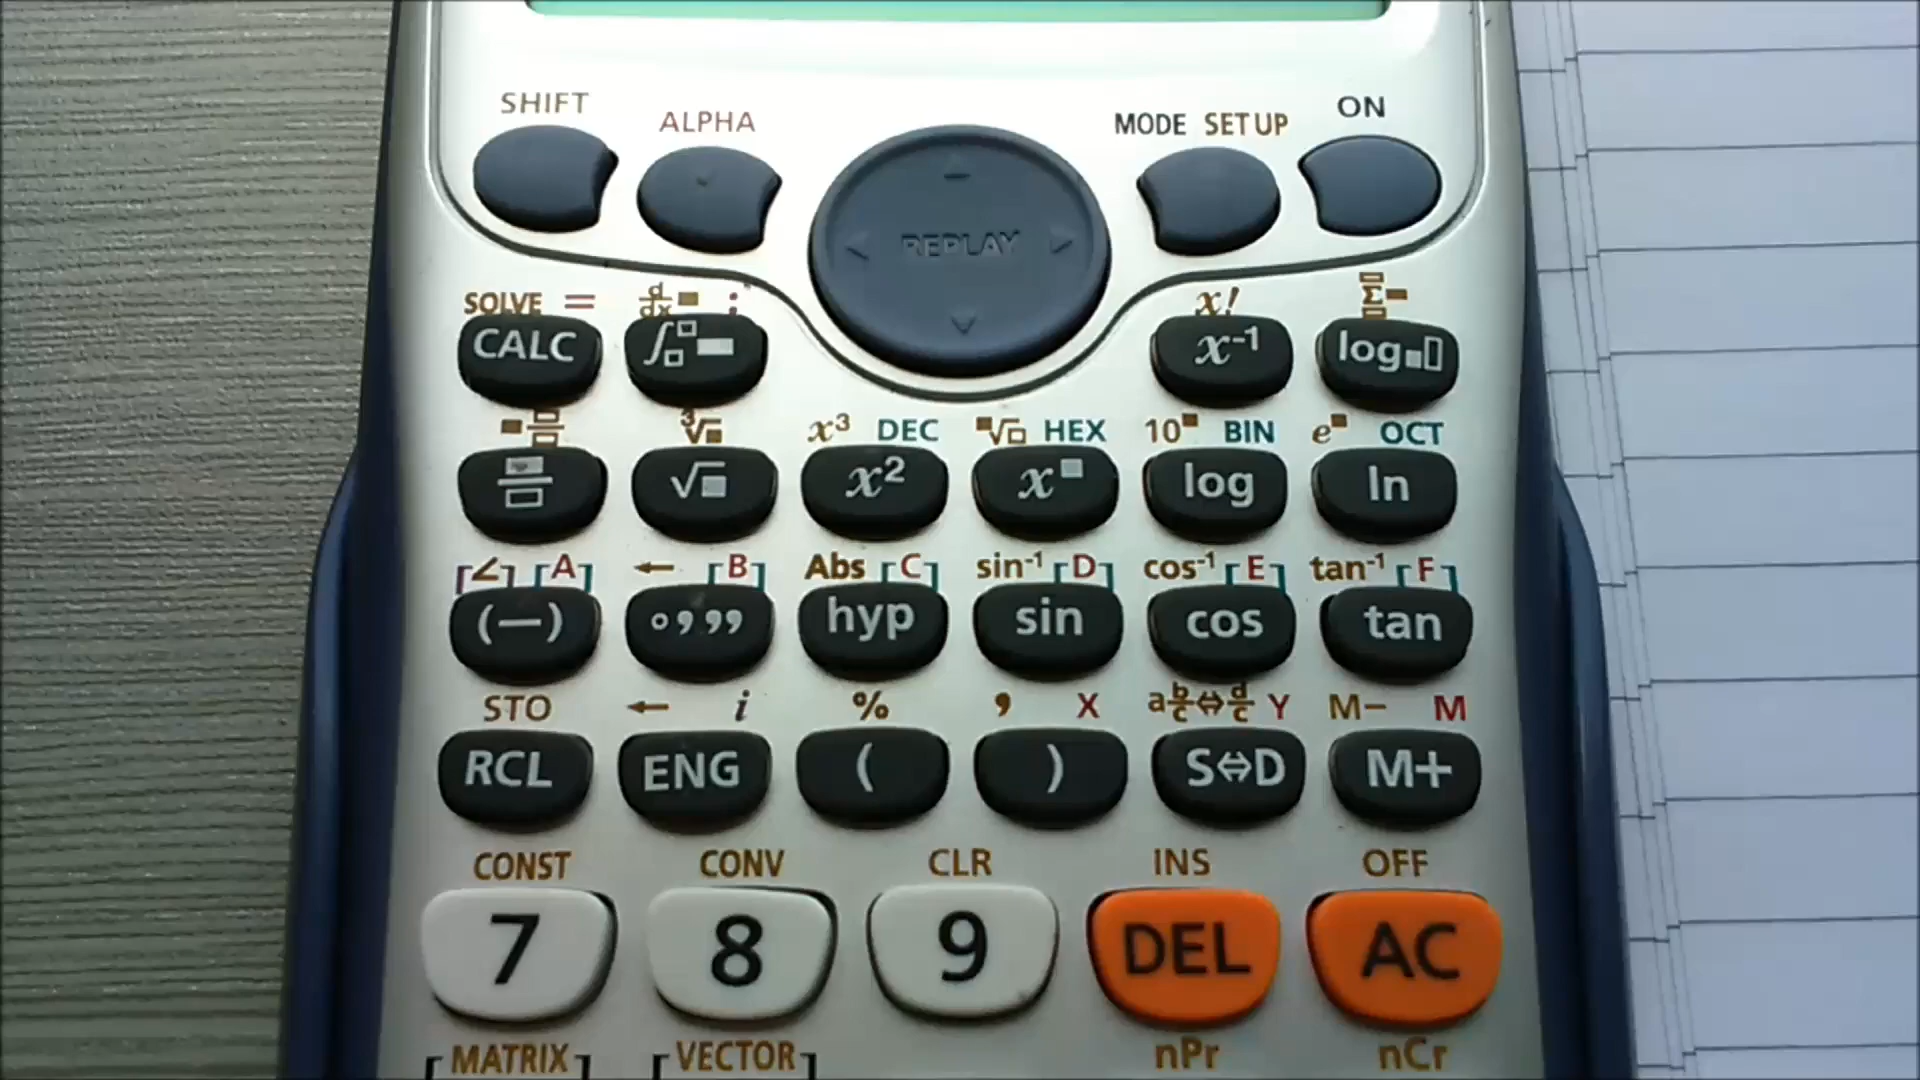 SHIFT ALPHA MODE SETUP ON
REPLAY
SOLVE = d/dx ■ : x! Σ
CALC ∫ x⁻¹ log
³√■ x³ DEC ■√□ HEX 10■ BIN e■ OCT
√■ x² x■ log ln
∠ A ← B Abs C sin⁻¹ D cos⁻¹ E tan⁻¹ F
(−) ° ’ ’’ hyp sin cos tan
STO ← i % , X a b/c⇔d/c Y M− M
RCL ENG ( ) S⇔D M+
CONST CONV CLR INS OFF
7 8 9 DEL AC
MATRIX VECTOR nPr nCr